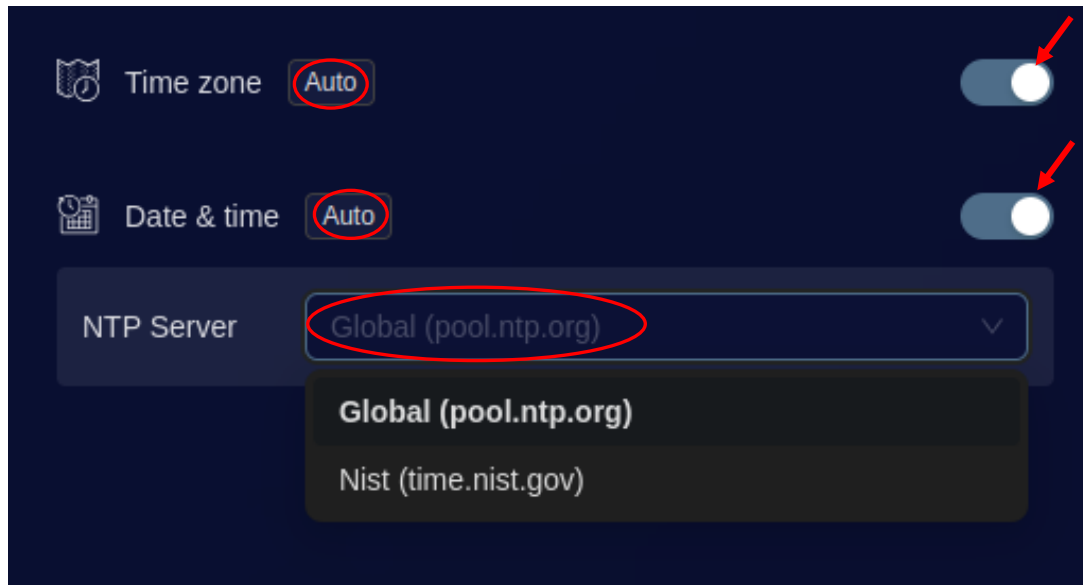 Time zone Auto
Date & time Auto
NTP Server Global (pool.ntp.org)
Global (pool.ntp.org)
Nist (time.nist.gov)